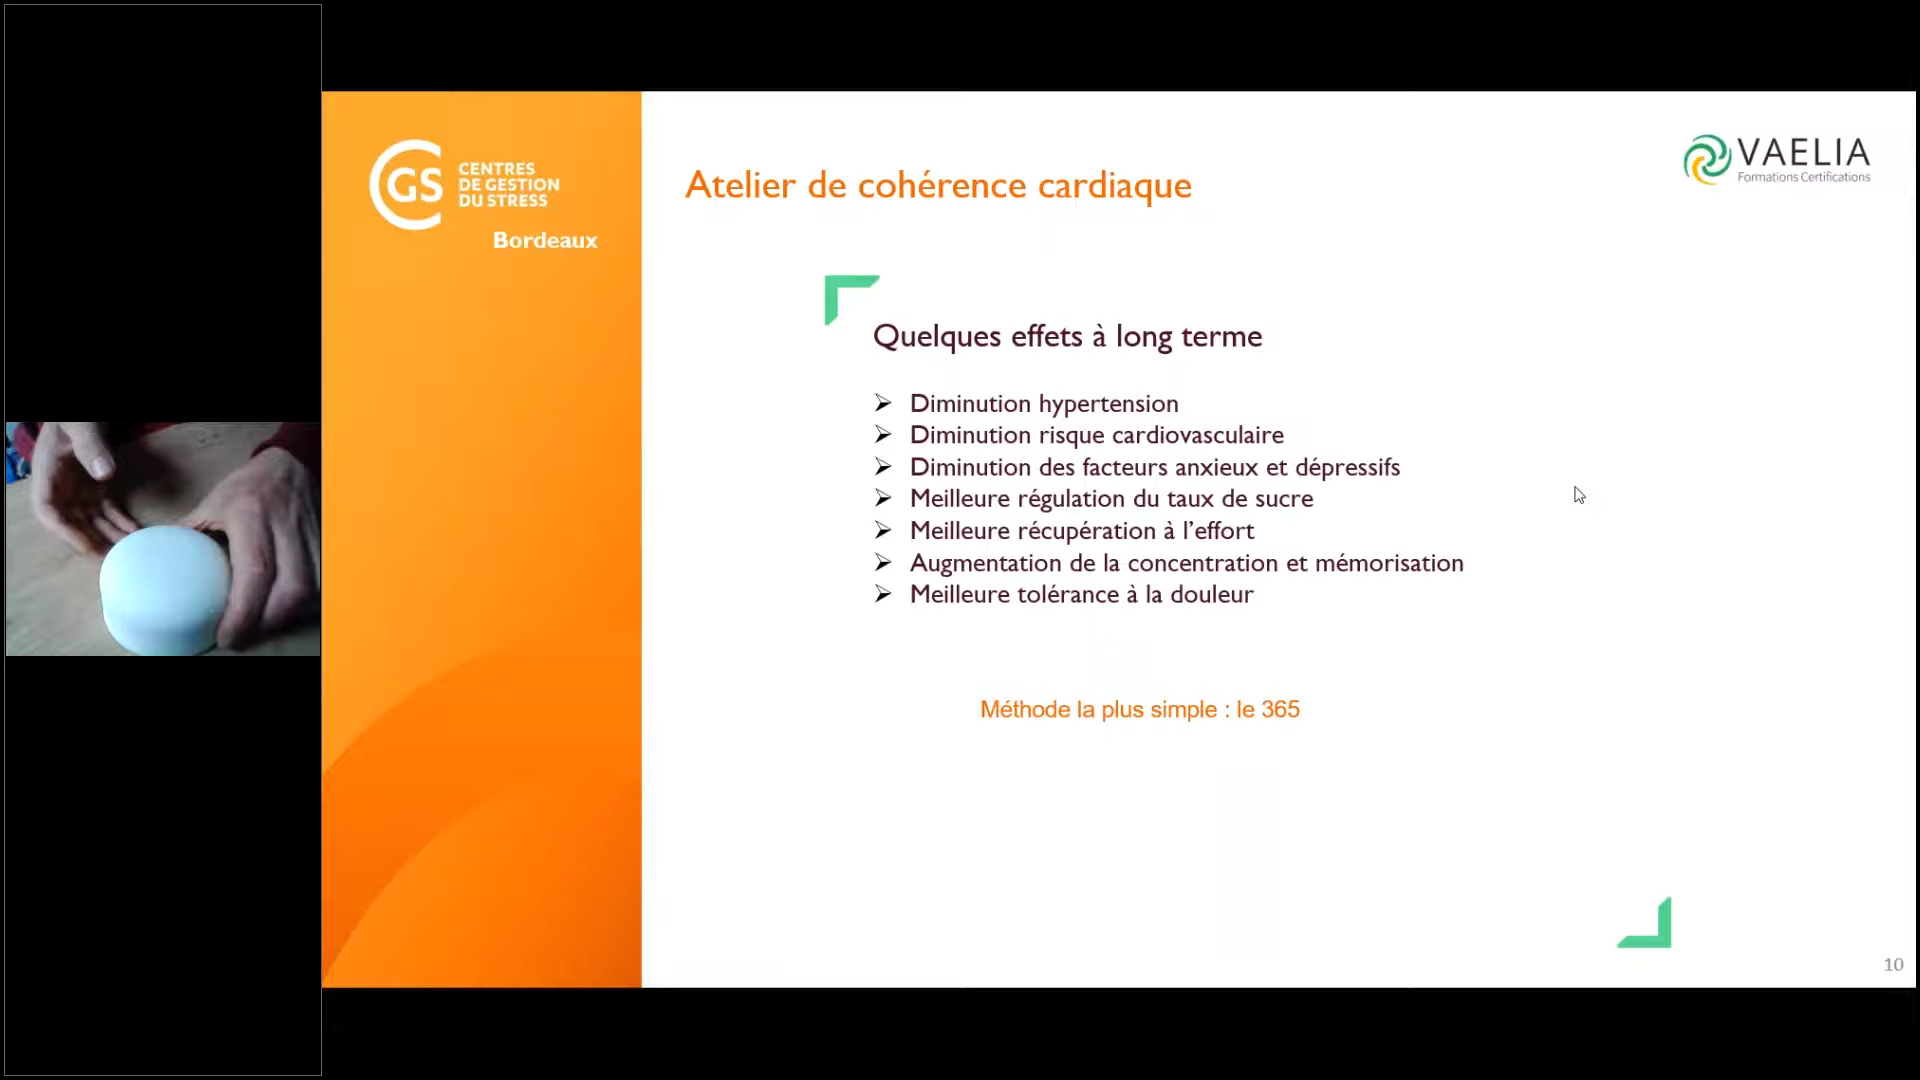 CGS
CENTRES
DE GESTION
DU STRESS
Bordeaux
Atelier de cohérence cardiaque
VAELIA
Formations Certifications
Quelques effets à long terme
Diminution hypertension
Diminution risque cardiovasculaire
Diminution des facteurs anxieux et dépressifs
Meilleure régulation du taux de sucre
Meilleure récupération à l’effort
Augmentation de la concentration et mémorisation
Meilleure tolérance à la douleur
Méthode la plus simple : le 365
10